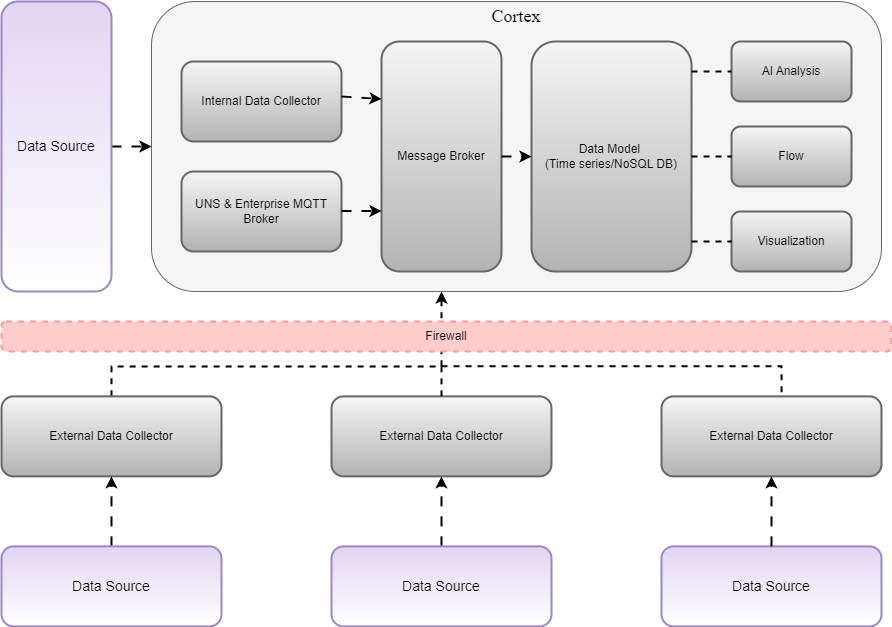 Cortex
Data Source
Internal Data Collector
UNS & Enterprise MQTT
Broker
Message Broker
Data Model
(Time series/NoSQL DB)
AI Analysis
Flow
Visualization
Firewall
External Data Collector
External Data Collector
External Data Collector
Data Source
Data Source
Data Source